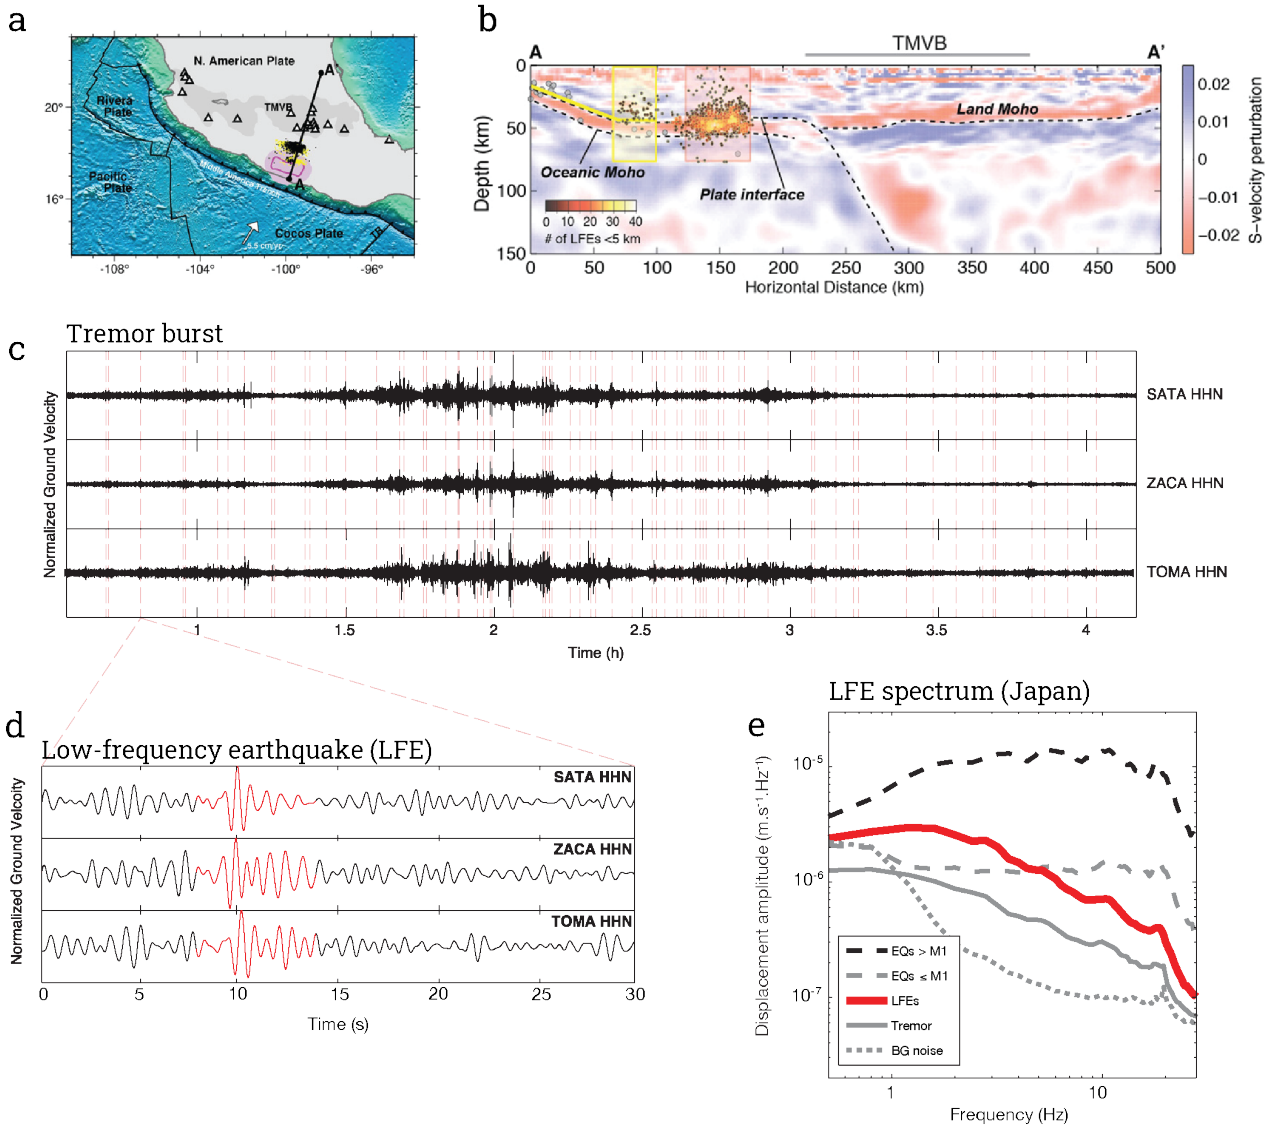 a
N. American Plate
A'
Rivera
Plate
TMVB
Pacific
Plate
Middle America Trench
A
Cocos Plate
20°
16°
-108°
-104°
-100°
-96°
b
TMVB
A
A'
0
50
100
150
Depth (km)
Land Moho
Oceanic Moho
Plate interface
0 10 20 30 40
# of LFEs <5 km
0 50 100 150 200 250 300 350 400 450 500
Horizontal Distance (km)
0.02
0.01
0
−0.01
−0.02
S−velocity perturbation
c
Tremor burst
Normalized Ground Velocity
SATA HHN
ZACA HHN
TOMA HHN
1 1.5 2 2.5 3 3.5 4
Time (h)
d
Low-frequency earthquake (LFE)
Normalized Ground Velcoity
SATA HHN
ZACA HHN
TOMA HHN
0 5 10 15 20 25 30
Time (s)
e
LFE spectrum (Japan)
Displacement amplitude (m.s⁻¹.Hz⁻¹)
10⁻⁵
10⁻⁶
10⁻⁷
EQs > M1
EQs ≤ M1
LFEs
Tremor
BG noise
1 10
Frequency (Hz)